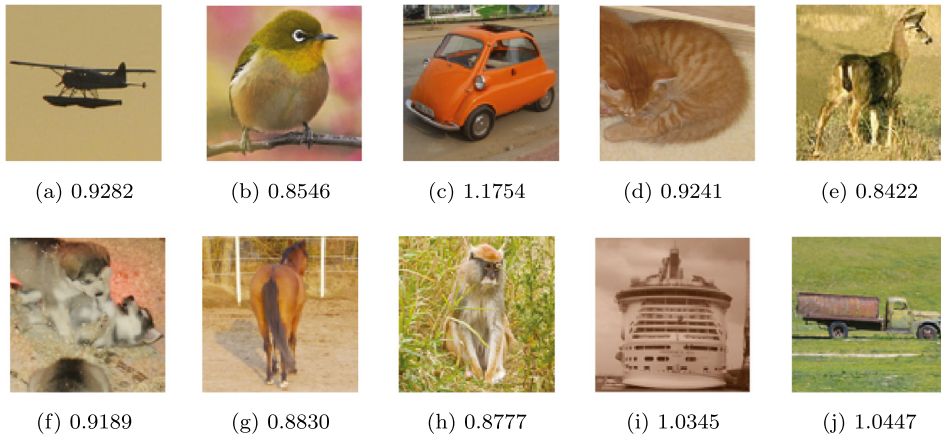 (a) 0.9282
(b) 0.8546
(c) 1.1754
(d) 0.9241
(e) 0.8422
(f) 0.9189
(g) 0.8830
(h) 0.8777
(i) 1.0345
(j) 1.0447